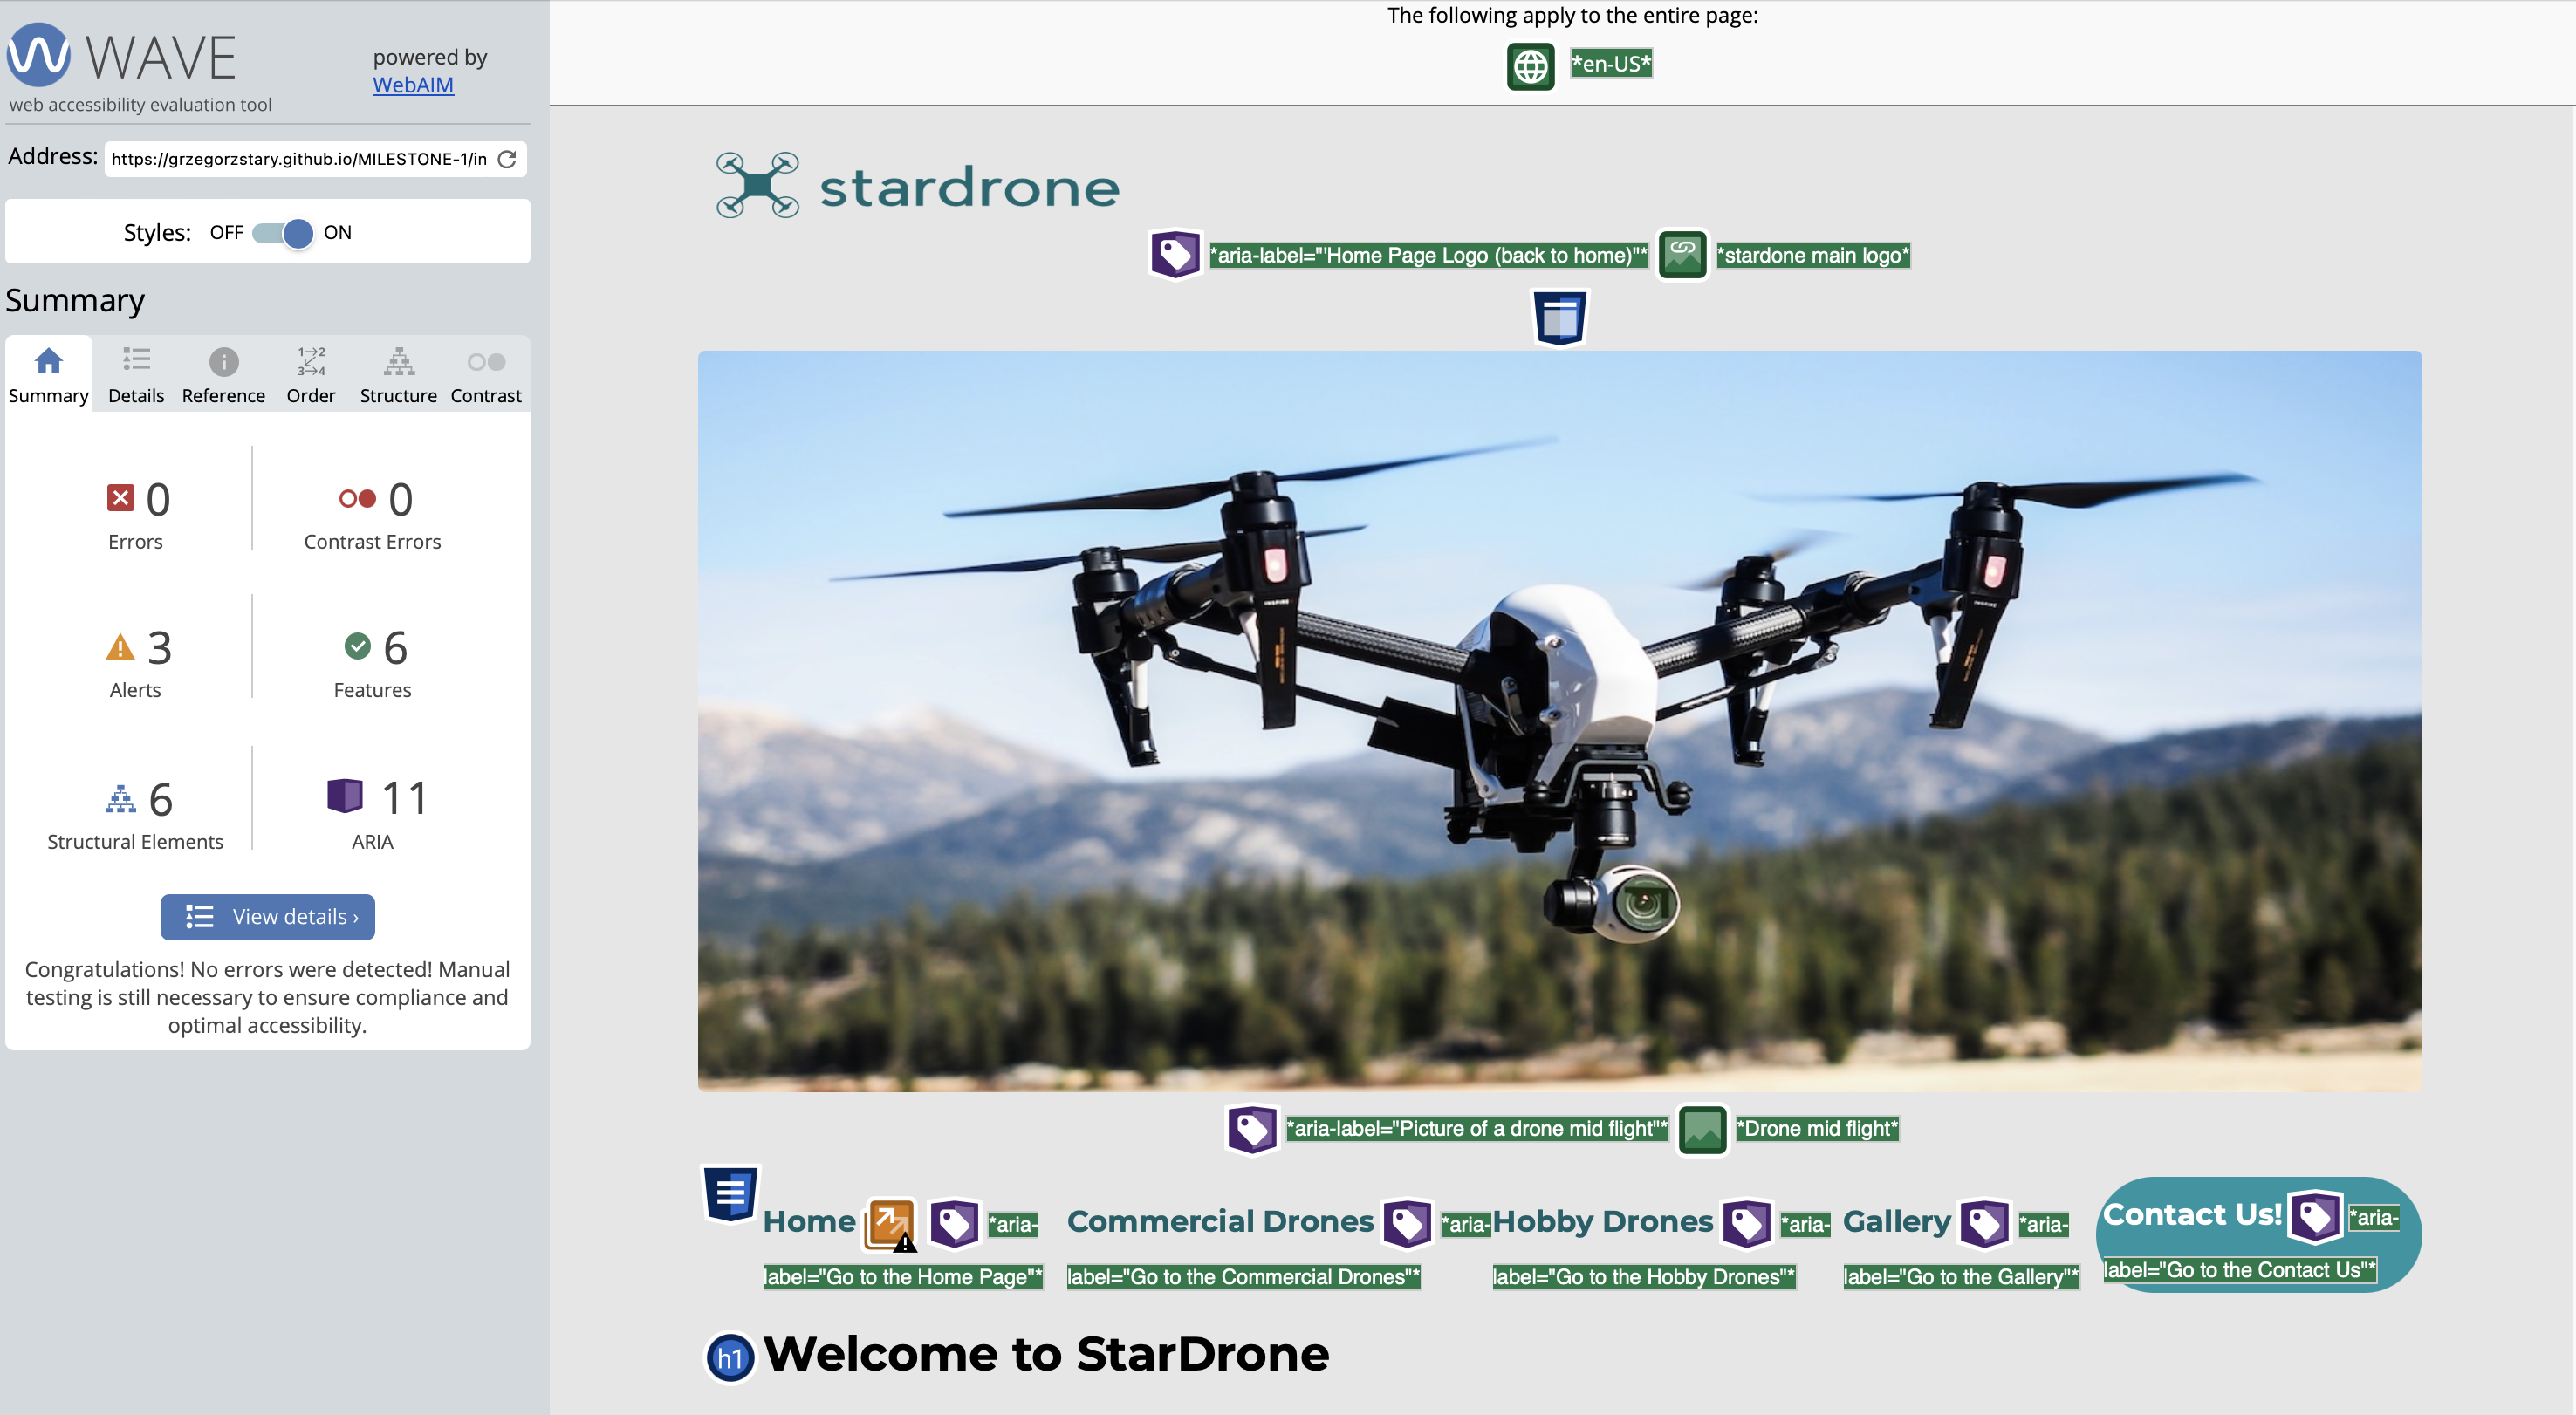 WAVE
powered by
WebAIM
web accessibility evaluation tool
Address: https://grzegorzstary.github.io/MILESTONE-1/in
Styles: OFF ON
Summary
Summary Details Reference Order Structure Contrast
1 2
3 4
0
Errors
0
Contrast Errors
3
Alerts
6
Features
6
Structural Elements
11
ARIA
View details ›
Congratulations! No errors were detected! Manual
testing is still necessary to ensure compliance and
optimal accessibility.
The following apply to the entire page:
*en-US*
stardrone
*aria-label="'Home Page Logo (back to home)"* *stardone main logo*
INSPIRE
INSPIRE
*aria-label="Picture of a drone mid flight"* *Drone mid flight*
Home *aria-
label="Go to the Home Page"*
Commercial Drones *aria-
label="Go to the Commercial Drones"*
Hobby Drones *aria-
label="Go to the Hobby Drones"*
Gallery *aria-
label="Go to the Gallery"*
Contact Us! *aria-
label="Go to the Contact Us"*
h1 Welcome to StarDrone